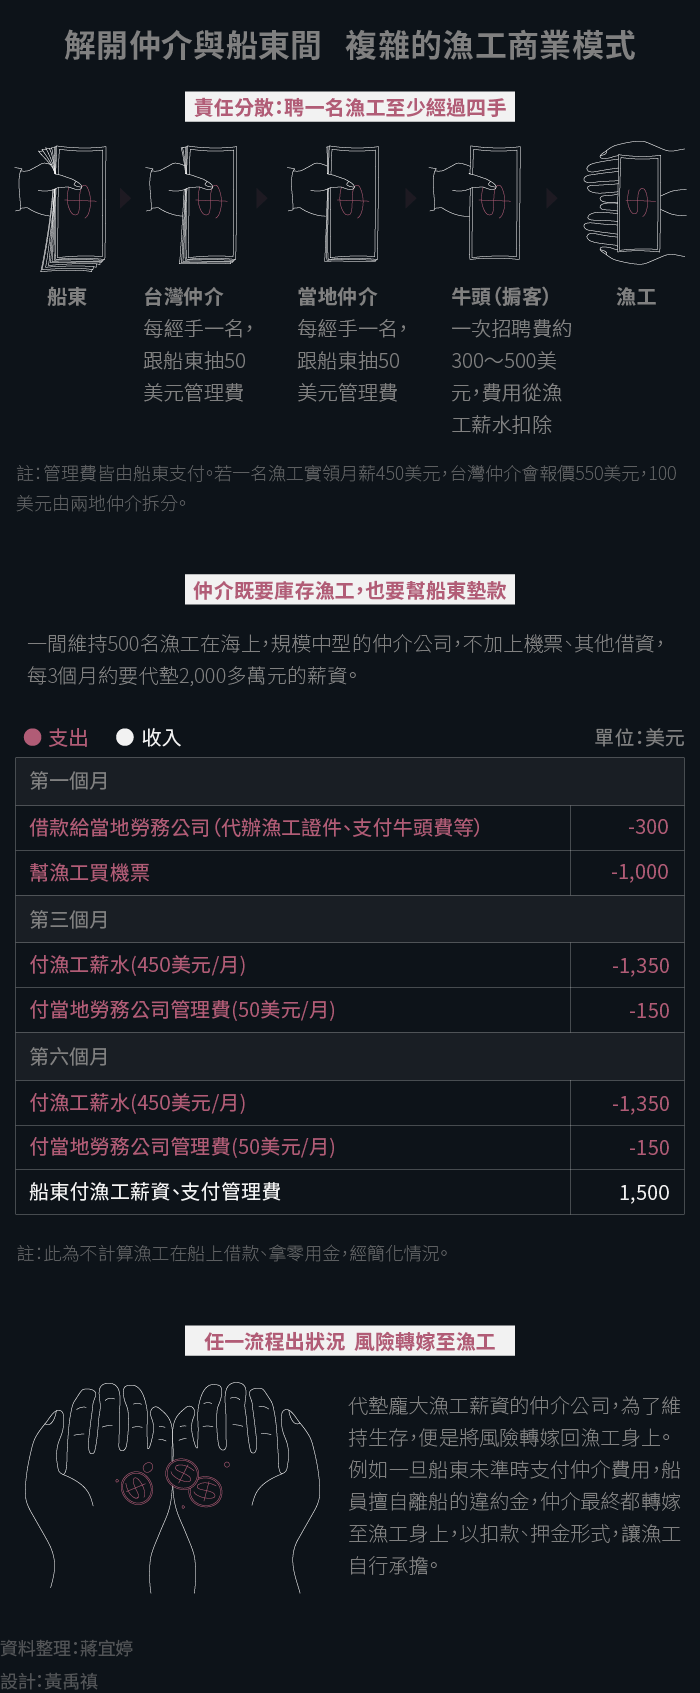 解開仲介與船東間 複雜的漁工商業模式
責任分散：聘一名漁工至少經過四手
船東
台灣仲介
每經手一名，
跟船東抽50
美元管理費
當地仲介
每經手一名，
跟船東抽50
美元管理費
牛頭（掮客）
一次招聘費約
300～500美
元，費用從漁
工薪水扣除
漁工
註：管理費皆由船東支付。若一名漁工實領月薪450美元，台灣仲介會報價550美元，100
美元由兩地仲介拆分。
仲介既要庫存漁工，也要幫船東墊款
一間維持500名漁工在海上，規模中型的仲介公司，不加上機票、其他借資，
每3個月約要代墊2,000多萬元的薪資。
支出 收入 單位：美元
第一個月
借款給當地勞務公司（代辦漁工證件、支付牛頭費等） -300
幫漁工買機票 -1,000
第三個月
付漁工薪水(450美元/月) -1,350
付當地勞務公司管理費(50美元/月) -150
第六個月
付漁工薪水(450美元/月) -1,350
付當地勞務公司管理費(50美元/月) -150
船東付漁工薪資、支付管理費 1,500
註：此為不計算漁工在船上借款、拿零用金，經簡化情況。
任一流程出狀況 風險轉嫁至漁工
代墊龐大漁工薪資的仲介公司，為了維
持生存，便是將風險轉嫁回漁工身上。
例如一旦船東未準時支付仲介費用，船
員擅自離船的違約金，仲介最終都轉嫁
至漁工身上，以扣款、押金形式，讓漁工
自行承擔。
資料整理：蔣宜婷
設計：黃禹禛